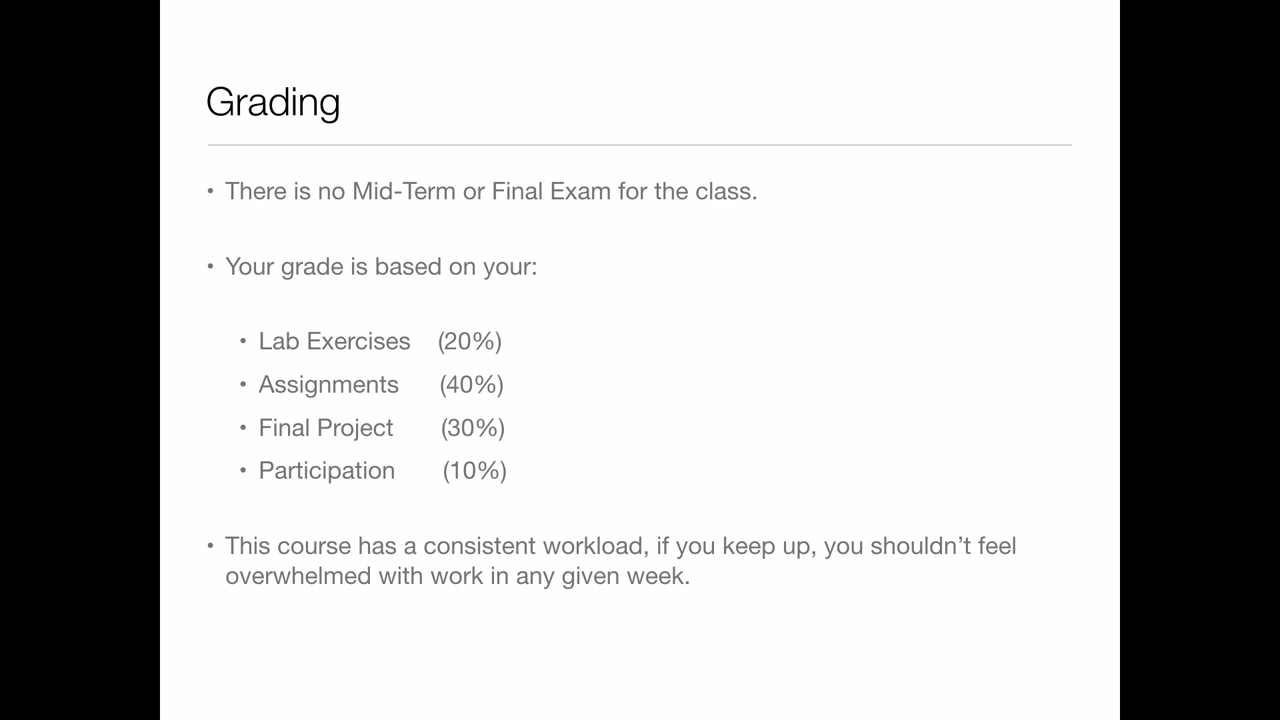 Grading
• There is no Mid-Term or Final Exam for the class.
• Your grade is based on your:
• Lab Exercises (20%)
• Assignments (40%)
• Final Project (30%)
• Participation (10%)
• This course has a consistent workload, if you keep up, you shouldn’t feel
overwhelmed with work in any given week.